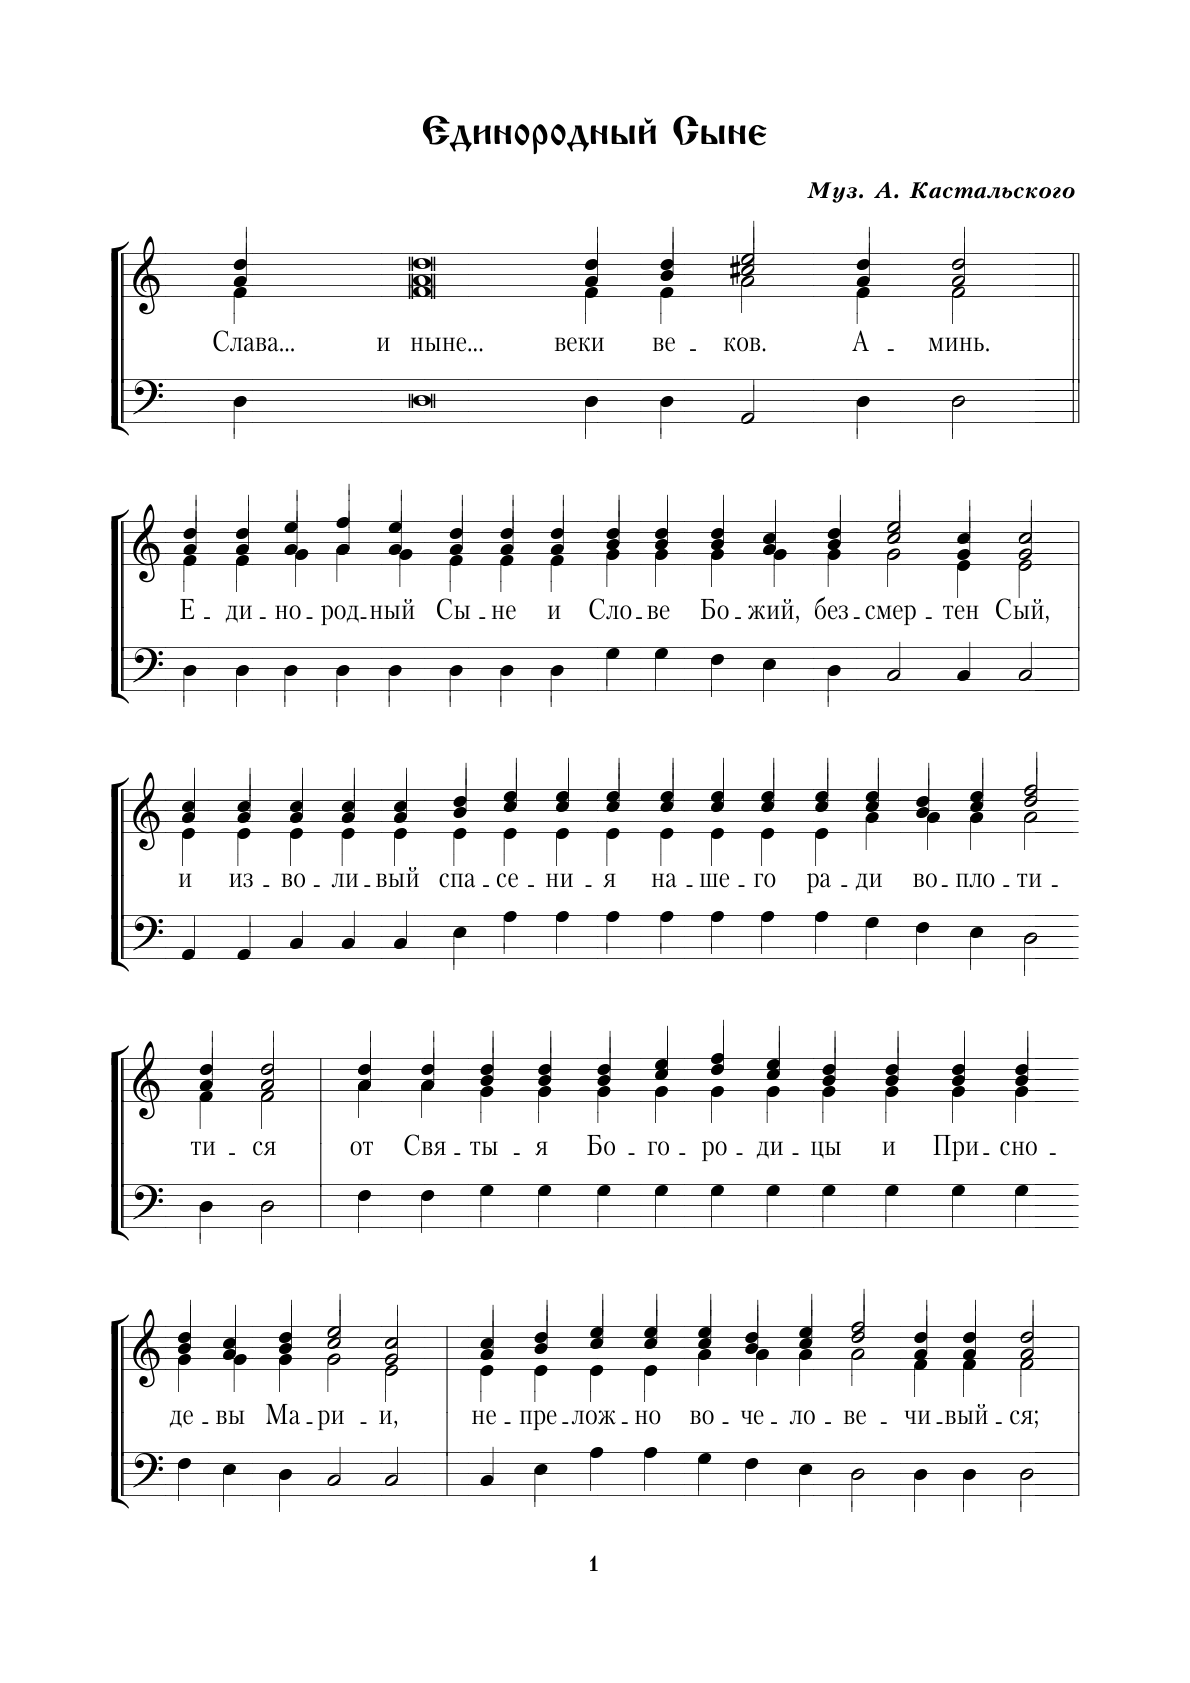 Единородный Сыне
Муз. А. Кастальского
Слава... и ныне... веки ве - ков. А - минь.
Е - ди - но - род - ный Сы - не и Сло - ве Бо - жий, без - смер - тен Сый,
и из - во - ли - вый спа - се - ни - я на - ше - го ра - ди во - пло - ти -
ти - ся от Свя - ты - я Бо - го - ро - ди - цы и При - сно -
де - вы Ма - ри - и, не - пре - лож - но во - че - ло - ве - чи - вый - ся;
1